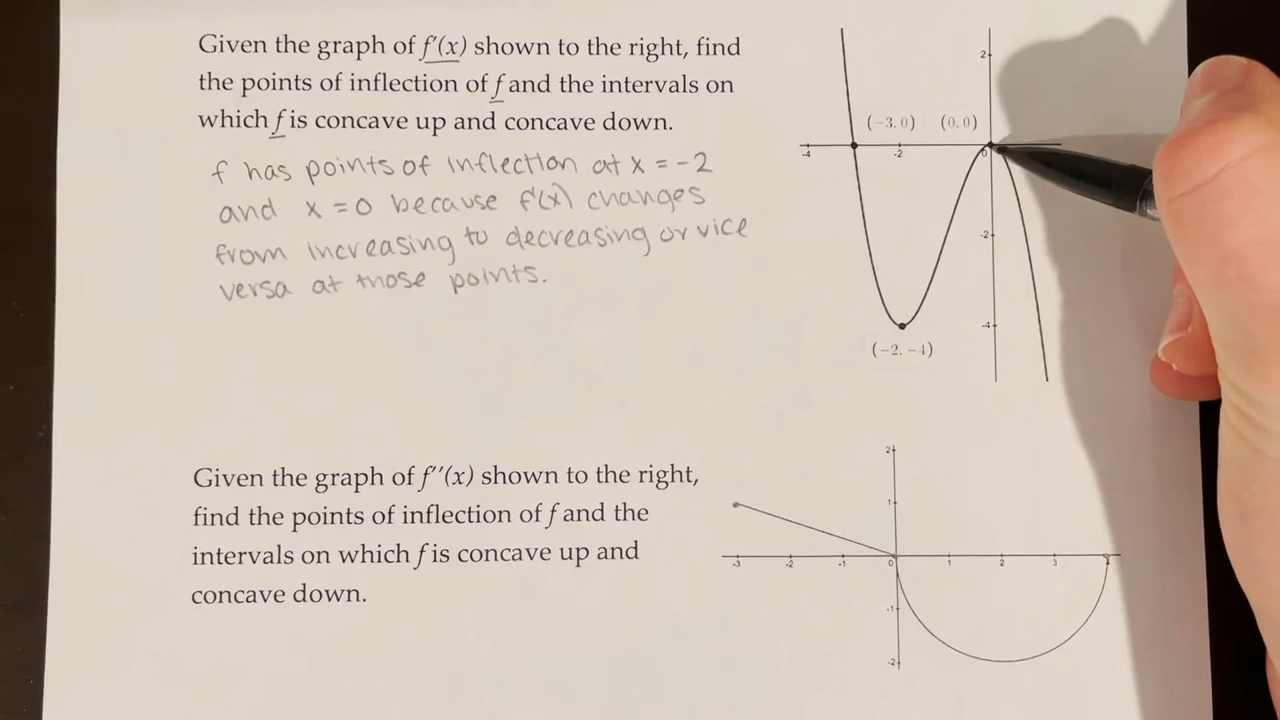 Given the graph of f'(x) shown to the right, find
the points of inflection of f and the intervals on
which f is concave up and concave down.
f has points of inflection at x = -2
and x = 0 because f'(x) changes
from increasing to decreasing or vice
versa at those points.
2
(-3, 0) (0, 0)
-4 -2 0
-2
-4
(-2, -4)
Given the graph of f''(x) shown to the right,
find the points of inflection of f and the
intervals on which f is concave up and
concave down.
2
1
-3 -2 -1 0 1 2 3 4
-1
-2